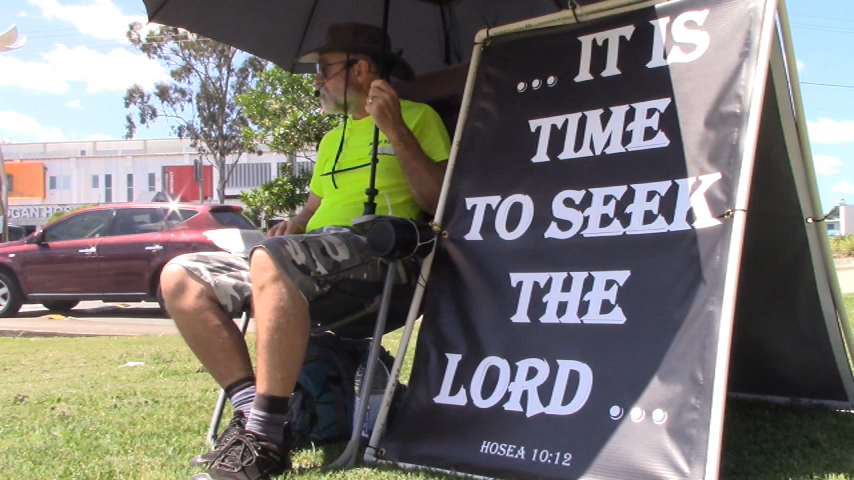 ... IT IS
TIME
TO SEEK
THE
LORD ...
HOSEA 10:12